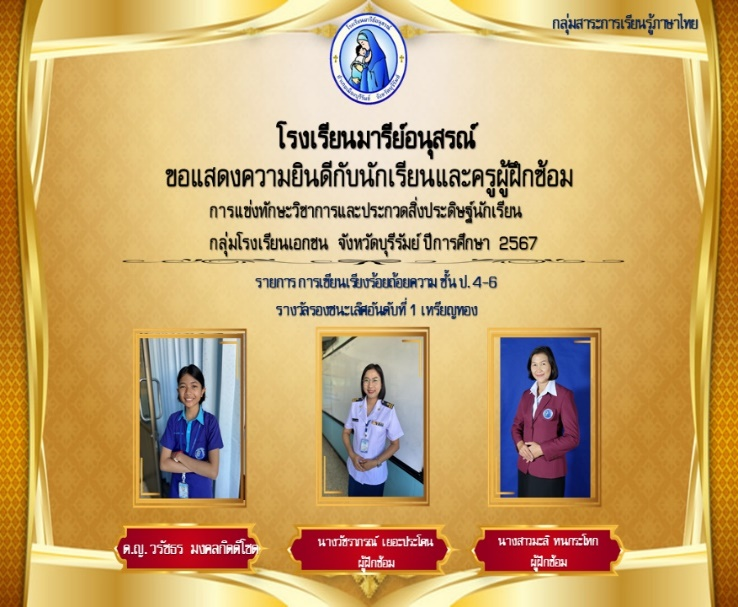 กลุ่มสาระการเรียนรู้ภาษาไทย
โรงเรียนมารีย์อนุสรณ์
โรงเรียนมารีย์อนุสรณ์
ขอแสดงความยินดีกับนักเรียนและครูผู้ฝึกซ้อม
การแข่งทักษะวิชาการและประกวดสิ่งประดิษฐ์นักเรียน
กลุ่มโรงเรียนเอกชน จังหวัดบุรีรัมย์ ปีการศึกษา 2567
รายการ การเขียนเรียงร้อยถ้อยความ ชั้น ป. 4-6
รางวัลรองชนะเลิศอันดับที่ 1 เหรียญทอง
ด.ญ. วรัชธร มงคลกิตติโชต
นางวัชราภรณ์ เยอะประโคน
ผู้ฝึกซ้อม
นางสาวมะลิ ทนกระโทก
ผู้ฝึกซ้อม